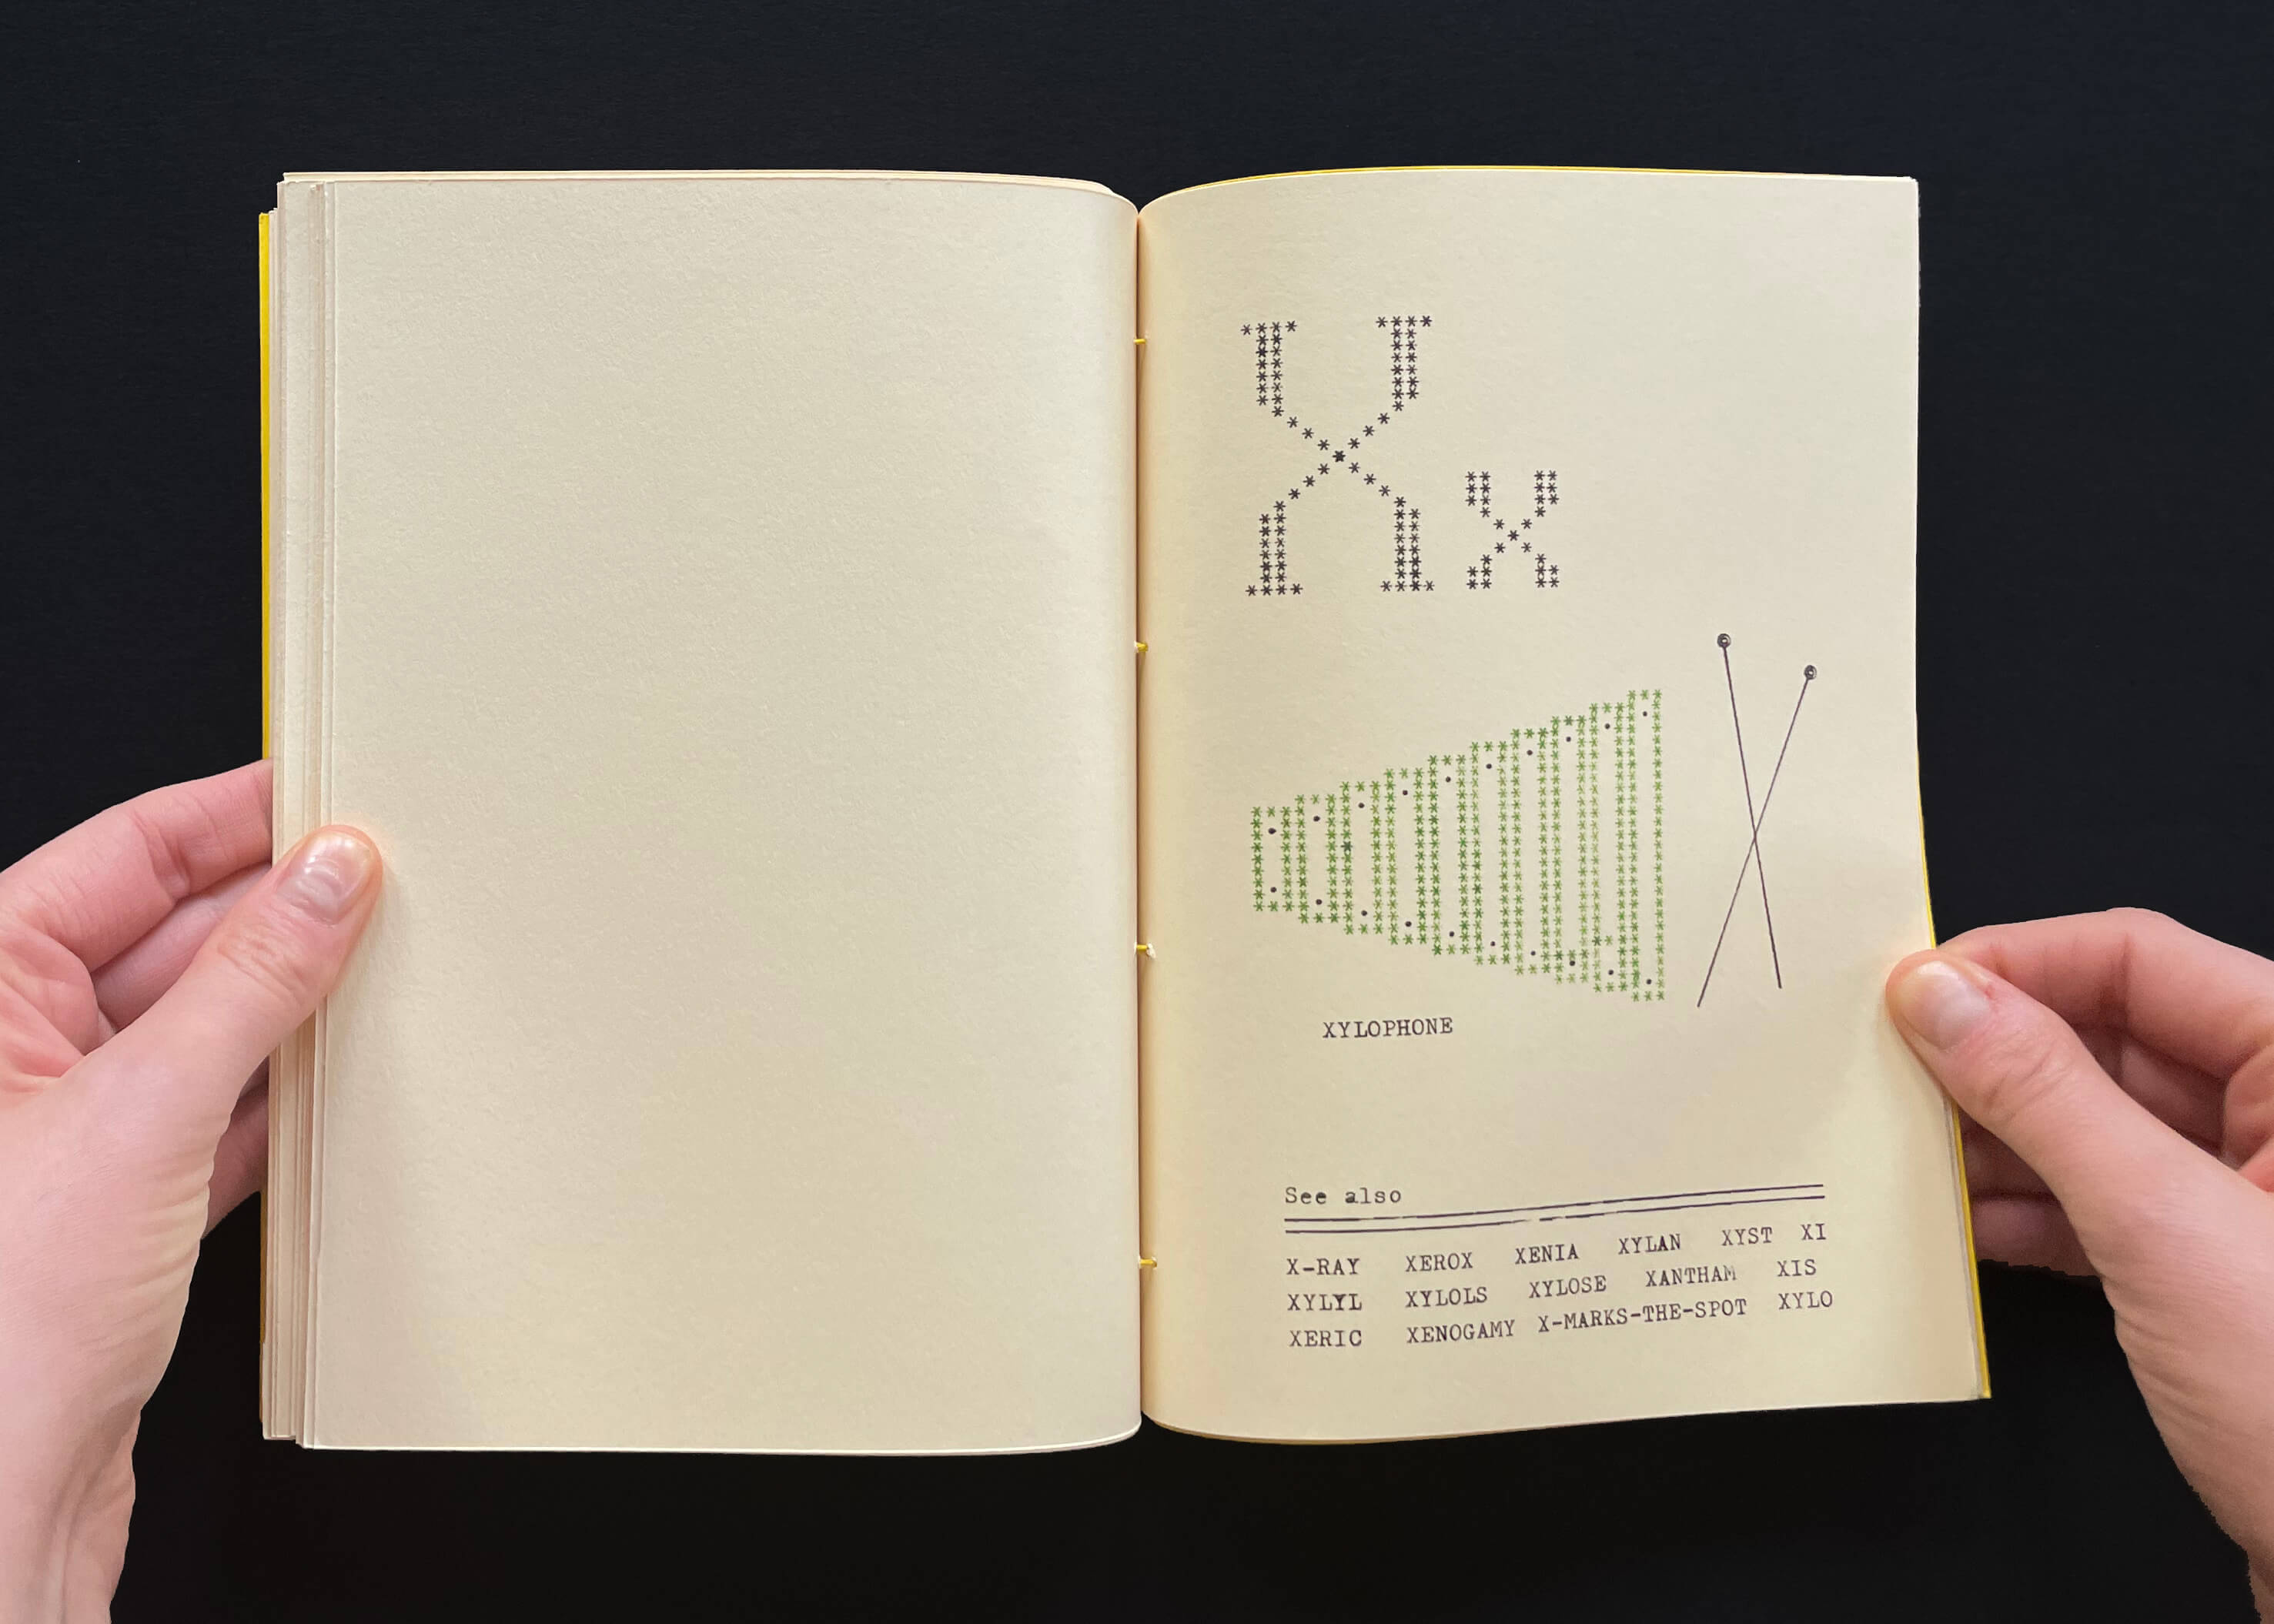 Xx
XYLOPHONE
See also
X-RAY XEROX XENIA XYLAN XYST XI
XYLYL XYLOLS XYLOSE XANTHAM XIS
XERIC XENOGAMY X-MARKS-THE-SPOT XYLO